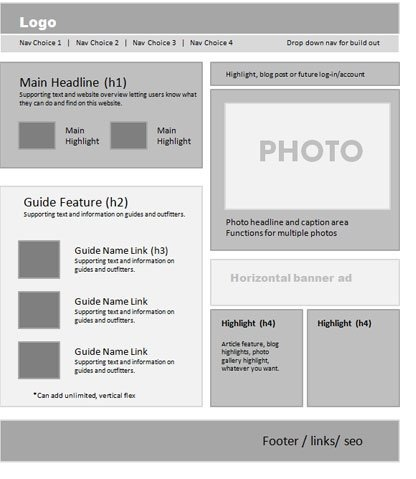 Logo
Nav Choice 1 | Nav Choice 2 | Nav Choice 3 | Nav Choice 4 Drop down nav for build out
Main Headline (h1)
Supporting text and website overview letting users know what
they can do and find on this website.
Main
Highlight
Main
Highlight
Guide Feature (h2)
Supporting text and information on guides and outfitters.
Guide Name Link (h3)
Supporting text and information on
guides and outfitters.
Guide Name Link
Supporting text and information on
guides and outfitters.
Guide Name Link
Supporting text and information on
guides and outfitters.
*Can add unlimited, vertical flex
Highlight, blog post or future log-in/account
PHOTO
Photo headline and caption area
Functions for multiple photos
Horizontal banner ad
Highlight (h4)
Article feature, blog
highlights, photo
gallery highlight,
whatever you want.
Highlight (h4)
Footer / links/ seo